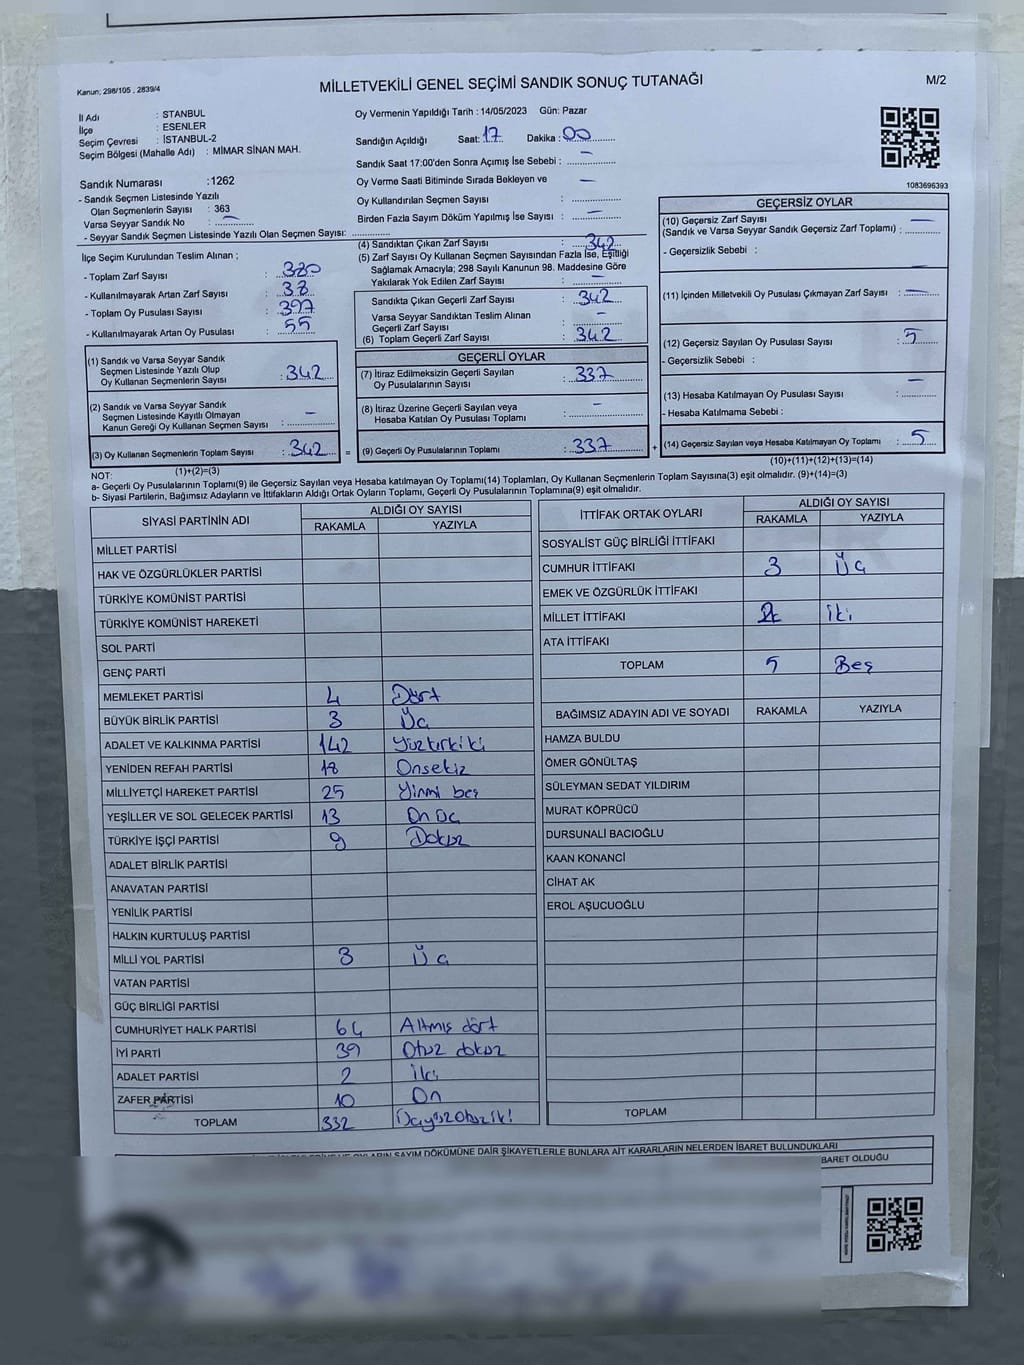 Kanun; 298/105 , 2839/4
MİLLETVEKİLİ GENEL SEÇİMİ SANDIK SONUÇ TUTANAĞI
M/2
İl Adı : İSTANBUL
İlçe : ESENLER
Seçim Çevresi : İSTANBUL-2
Seçim Bölgesi (Mahalle Adı) : MİMAR SİNAN MAH.
Sandık Numarası :1262
- Sandık Seçmen Listesinde Yazılı
Olan Seçmenlerin Sayısı : 363
Varsa Seyyar Sandık No : –
- Seyyar Sandık Seçmen Listesinde Yazılı Olan Seçmen Sayısı:
Oy Vermenin Yapıldığı Tarih : 14/05/2023 Gün: Pazar
Sandığın Açıldığı Saat: 17 Dakika : 00
Sandık Saat 17:00'den Sonra Açımış İse Sebebi : –
Oy Verme Saati Bitiminde Sırada Bekleyen ve –
Oy Kullandırılan Seçmen Sayısı :
Birden Fazla Sayım Döküm Yapılmış İse Sayısı : –
1083696393
İlçe Seçim Kurulundan Teslim Alınan ;
- Toplam Zarf Sayısı : 380
- Kullanılmayarak Artan Zarf Sayısı : 38
- Toplam Oy Pusulası Sayısı : 397
- Kullanılmayarak Artan Oy Pusulası : 55
(4) Sandıktan Çıkan Zarf Sayısı : 342
(5) Zarf Sayısı Oy Kullanan Seçmen Sayısından Fazla İse, Eşitliği
Sağlamak Amacıyla; 298 Sayılı Kanunun 98. Maddesine Göre
Yakılarak Yok Edilen Zarf Sayısı : –
Sandıkta Çıkan Geçerli Zarf Sayısı : 342
Varsa Seyyar Sandıktan Teslim Alınan
Geçerli Zarf Sayısı : –
(6) Toplam Geçerli Zarf Sayısı : 342
GEÇERSİZ OYLAR
(10) Geçersiz Zarf Sayısı –
(Sandık ve Varsa Seyyar Sandık Geçersiz Zarf Toplamı) :
- Geçersizlik Sebebi :
(11) İçinden Milletvekili Oy Pusulası Çıkmayan Zarf Sayısı : –
(12) Geçersiz Sayılan Oy Pusulası Sayısı : 5
- Geçersizlik Sebebi :
(13) Hesaba Katılmayan Oy Pusulası Sayısı : –
- Hesaba Katılmama Sebebi :
(14) Geçersiz Sayılan veya Hesaba Katılmayan Oy Toplamı : 5
(1) Sandık ve Varsa Seyyar Sandık
Seçmen Listesinde Yazılı Olup
Oy Kullanan Seçmenlerin Sayısı : 342
(2) Sandık ve Varsa Seyyar Sandık
Seçmen Listesinde Kayıtlı Olmayan
Kanun Gereği Oy Kullanan Seçmen Sayısı : –
(3) Oy Kullanan Seçmenlerin Toplam Sayısı : 342
GEÇERLİ OYLAR
(7) İtiraz Edilmeksizin Geçerli Sayılan
Oy Pusulalarının Sayısı : 337
(8) İtiraz Üzerine Geçerli Sayılan veya
Hesaba Katılan Oy Pusulası Toplamı : –
= (9) Geçerli Oy Pusulalarının Toplamı : 337 +
(1)+(2)=(3)
(10)+(11)+(12)+(13)=(14)
NOT:
a- Geçerli Oy Pusulalarının Toplamı(9) ile Geçersiz Sayılan veya Hesaba katılmayan Oy Toplamı(14) Toplamları, Oy Kullanan Seçmenlerin Toplam Sayısına(3) eşit olmalıdır. (9)+(14)=(3)
b- Siyasi Partilerin, Bağımsız Adayların ve İttifakların Aldığı Ortak Oyların Toplamı, Geçerli Oy Pusulalarının Toplamına(9) eşit olmalıdır.
SİYASİ PARTİNİN ADI
ALDIĞI OY SAYISI
RAKAMLA YAZIYLA
MİLLET PARTİSİ
HAK VE ÖZGÜRLÜKLER PARTİSİ
TÜRKİYE KOMÜNİST PARTİSİ
TÜRKİYE KOMÜNİST HAREKETİ
SOL PARTİ
GENÇ PARTİ
MEMLEKET PARTİSİ 4 Dört
BÜYÜK BİRLİK PARTİSİ 3 Üç
ADALET VE KALKINMA PARTİSİ 142 Yüzkırkiki
YENİDEN REFAH PARTİSİ 18 Onsekiz
MİLLİYETÇİ HAREKET PARTİSİ 25 Yirmi beş
YEŞİLLER VE SOL GELECEK PARTİSİ 13 On üç
TÜRKİYE İŞÇİ PARTİSİ 9 Dokuz
ADALET BİRLİK PARTİSİ
ANAVATAN PARTİSİ
YENİLİK PARTİSİ
HALKIN KURTULUŞ PARTİSİ
MİLLİ YOL PARTİSİ 3 Üç
VATAN PARTİSİ
GÜÇ BİRLİĞİ PARTİSİ
CUMHURİYET HALK PARTİSİ 64 Altmış dört
İYİ PARTİ 39 Otuz dokuz
ADALET PARTİSİ 2 iki
ZAFER PARTİSİ 10 On
TOPLAM 332 Üçyüzotuziki
İTTİFAK ORTAK OYLARI
ALDIĞI OY SAYISI
RAKAMLA YAZIYLA
SOSYALİST GÜÇ BİRLİĞİ İTTİFAKI
CUMHUR İTTİFAKI 3 Üç
EMEK VE ÖZGÜRLÜK İTTİFAKI
MİLLET İTTİFAKI 2 İki
ATA İTTİFAKI
TOPLAM 5 Beş
BAĞIMSIZ ADAYIN ADI VE SOYADI RAKAMLA YAZIYLA
HAMZA BULDU
ÖMER GÖNÜLTAŞ
SÜLEYMAN SEDAT YILDIRIM
MURAT KÖPRÜCÜ
DURSUNALİ BACIOĞLU
KAAN KONANCİ
CİHAT AK
EROL AŞUCUOĞLU
TOPLAM
OYLARIN SAYIM DÖKÜMÜNE DAİR ŞİKAYETLERLE BUNLARA AİT KARARLARIN NELERDEN İBARET BULUNDUKLARI
BARET OLDUĞU